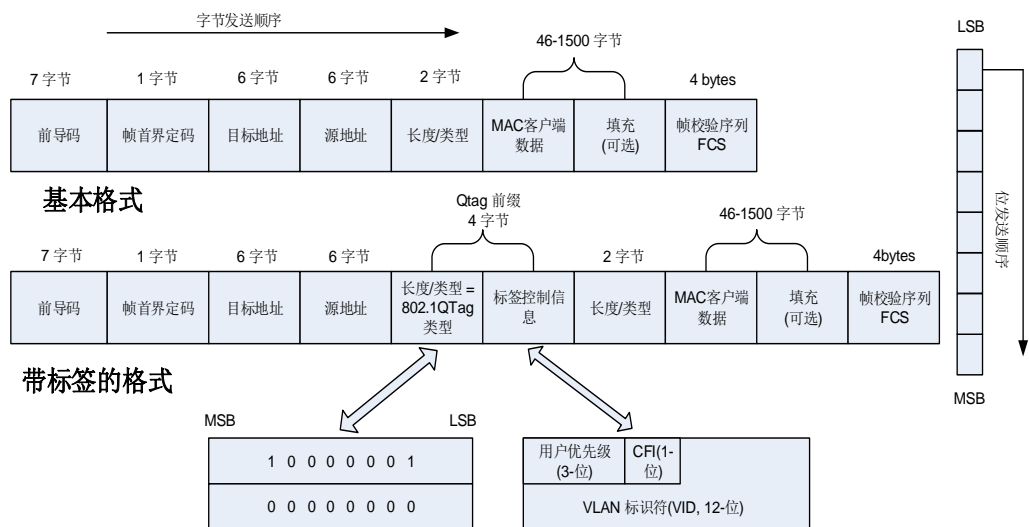 字节发送顺序
46-1500 字节
7 字节
1 字节
6 字节
6 字节
2 字节
4 bytes
前导码
帧首界定码
目标地址
源地址
长度/类型
MAC客户端
数据
填充
(可选)
帧校验序列
FCS
基本格式
Qtag 前缀
4 字节
46-1500 字节
7 字节
1 字节
6 字节
6 字节
2 字节
4bytes
前导码
帧首界定码
目标地址
源地址
长度/类型 =
802.1QTag
类型
标签控制信
息
长度/类型
MAC客户端
数据
填充
(可选)
帧校验序列
FCS
带标签的格式
MSB
LSB
1 0 0 0 0 0 0 1
0 0 0 0 0 0 0 0
用户优先级
(3-位)
CFI(1-
位)
VLAN 标识符(VID, 12-位)
LSB
位发送顺序
MSB